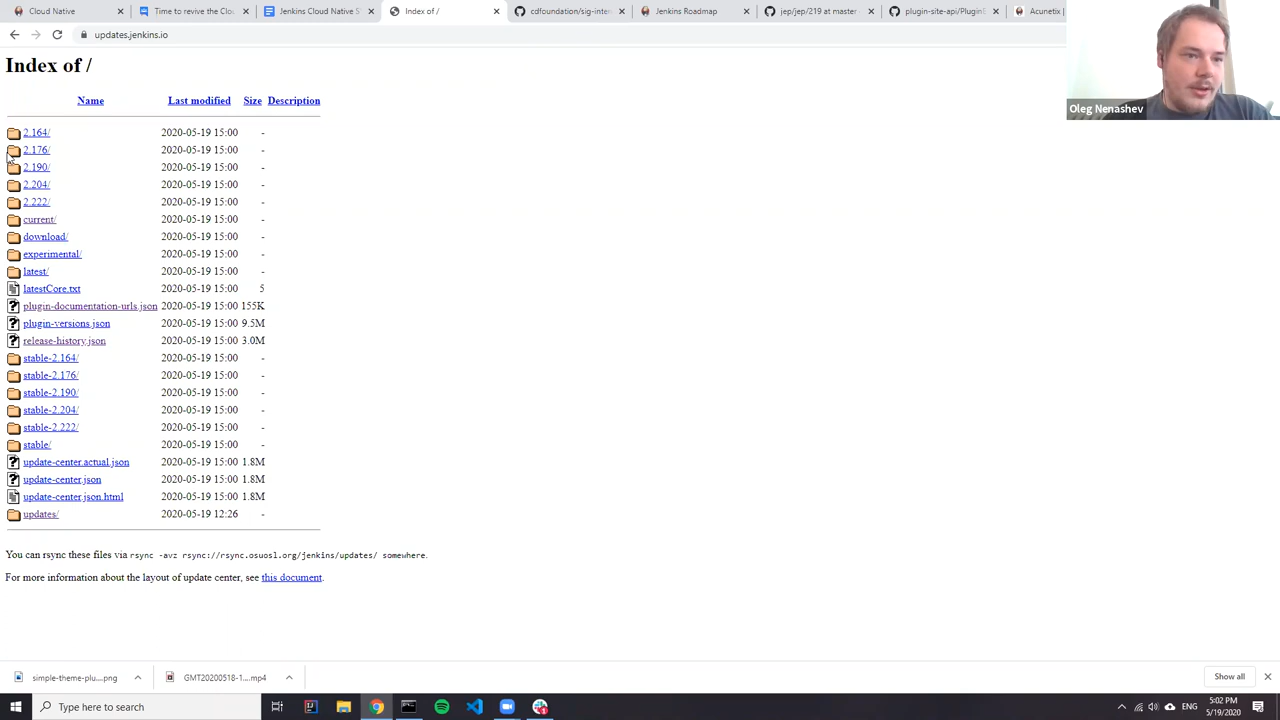 Cloud Native
Time to revive the Clou
Jenkins Cloud Native S
Index of /
cdfoundation/sig-intero
Jenkins Roadmap
jep/jep/219 at master
plugin-site-api/PluginE
Acunetix |
updates.jenkins.io
Index of /
Name Last modified Size Description
2.164/ 2020-05-19 15:00 -
2.176/ 2020-05-19 15:00 -
2.190/ 2020-05-19 15:00 -
2.204/ 2020-05-19 15:00 -
2.222/ 2020-05-19 15:00 -
current/ 2020-05-19 15:00 -
download/ 2020-05-19 15:00 -
experimental/ 2020-05-19 15:00 -
latest/ 2020-05-19 15:00 -
latestCore.txt 2020-05-19 15:00 5
plugin-documentation-urls.json 2020-05-19 15:00 155K
plugin-versions.json 2020-05-19 15:00 9.5M
release-history.json 2020-05-19 15:00 3.0M
stable-2.164/ 2020-05-19 15:00 -
stable-2.176/ 2020-05-19 15:00 -
stable-2.190/ 2020-05-19 15:00 -
stable-2.204/ 2020-05-19 15:00 -
stable-2.222/ 2020-05-19 15:00 -
stable/ 2020-05-19 15:00 -
update-center.actual.json 2020-05-19 15:00 1.8M
update-center.json 2020-05-19 15:00 1.8M
update-center.json.html 2020-05-19 15:00 1.8M
updates/ 2020-05-19 12:26 -
You can rsync these files via rsync -avz rsync://rsync.osuosl.org/jenkins/updates/ somewhere.
For more information about the layout of update center, see this document.
Oleg Nenashev
simple-theme-plu....png
GMT20200518-1....mp4
Show all
Type here to search
5:02 PM
5/19/2020